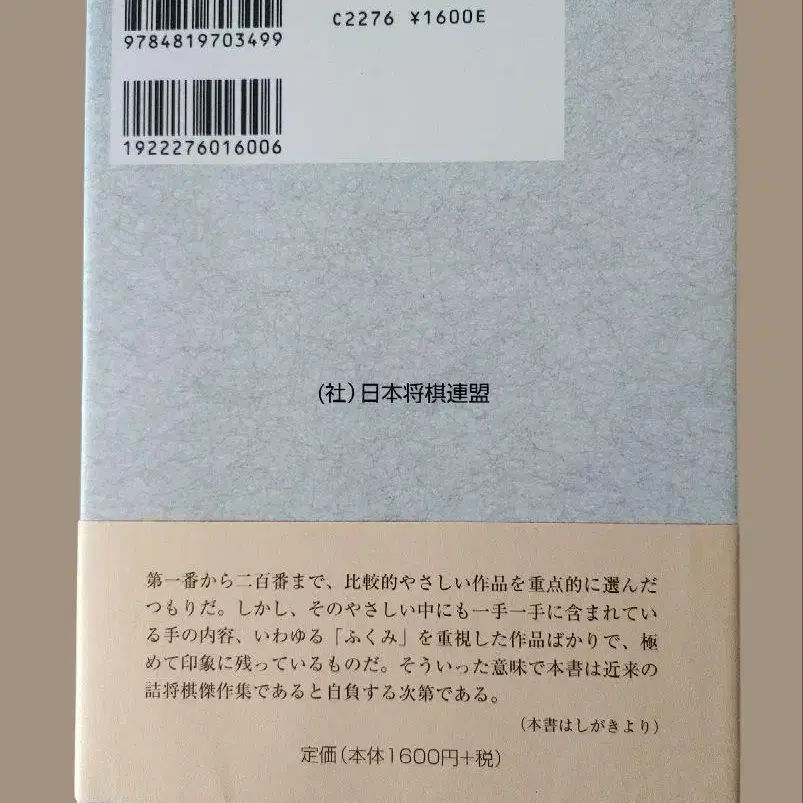 9784819703499
C2276 ¥1600E
1922276016006
(社)日本将棋連盟
第一番から二百番まで、比較的やさしい作品を重点的に選んだ
つもりだ。しかし、そのやさしい中にも一手一手に含まれてい
る手の内容、いわゆる「ふくみ」を重視した作品ばかりで、極
めて印象に残っているものだ。そういった意味で本書は近来の
詰将棋傑作集であると自負する次第である。
(本書はしがきより)
定価(本体1600円+税)